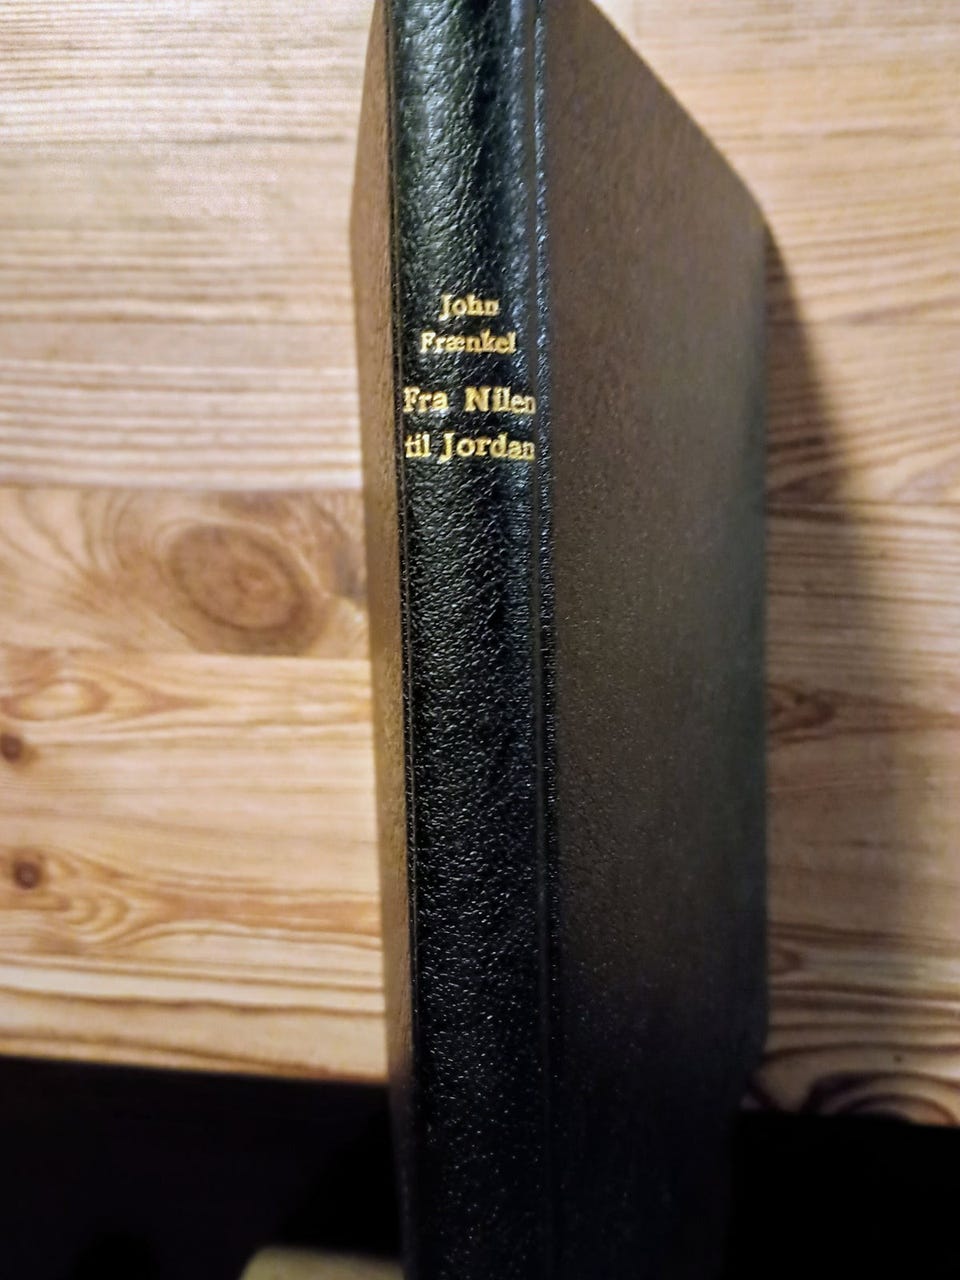 John
Frænkel
Fra Nilen
til Jordan